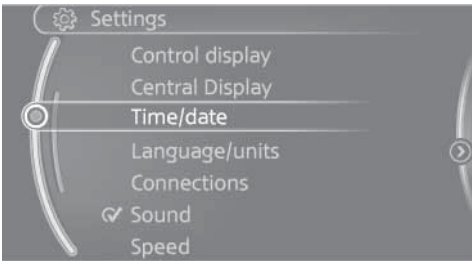 Settings
Control display
Central Display
Time/date
Language/units
Connections
Sound
Speed